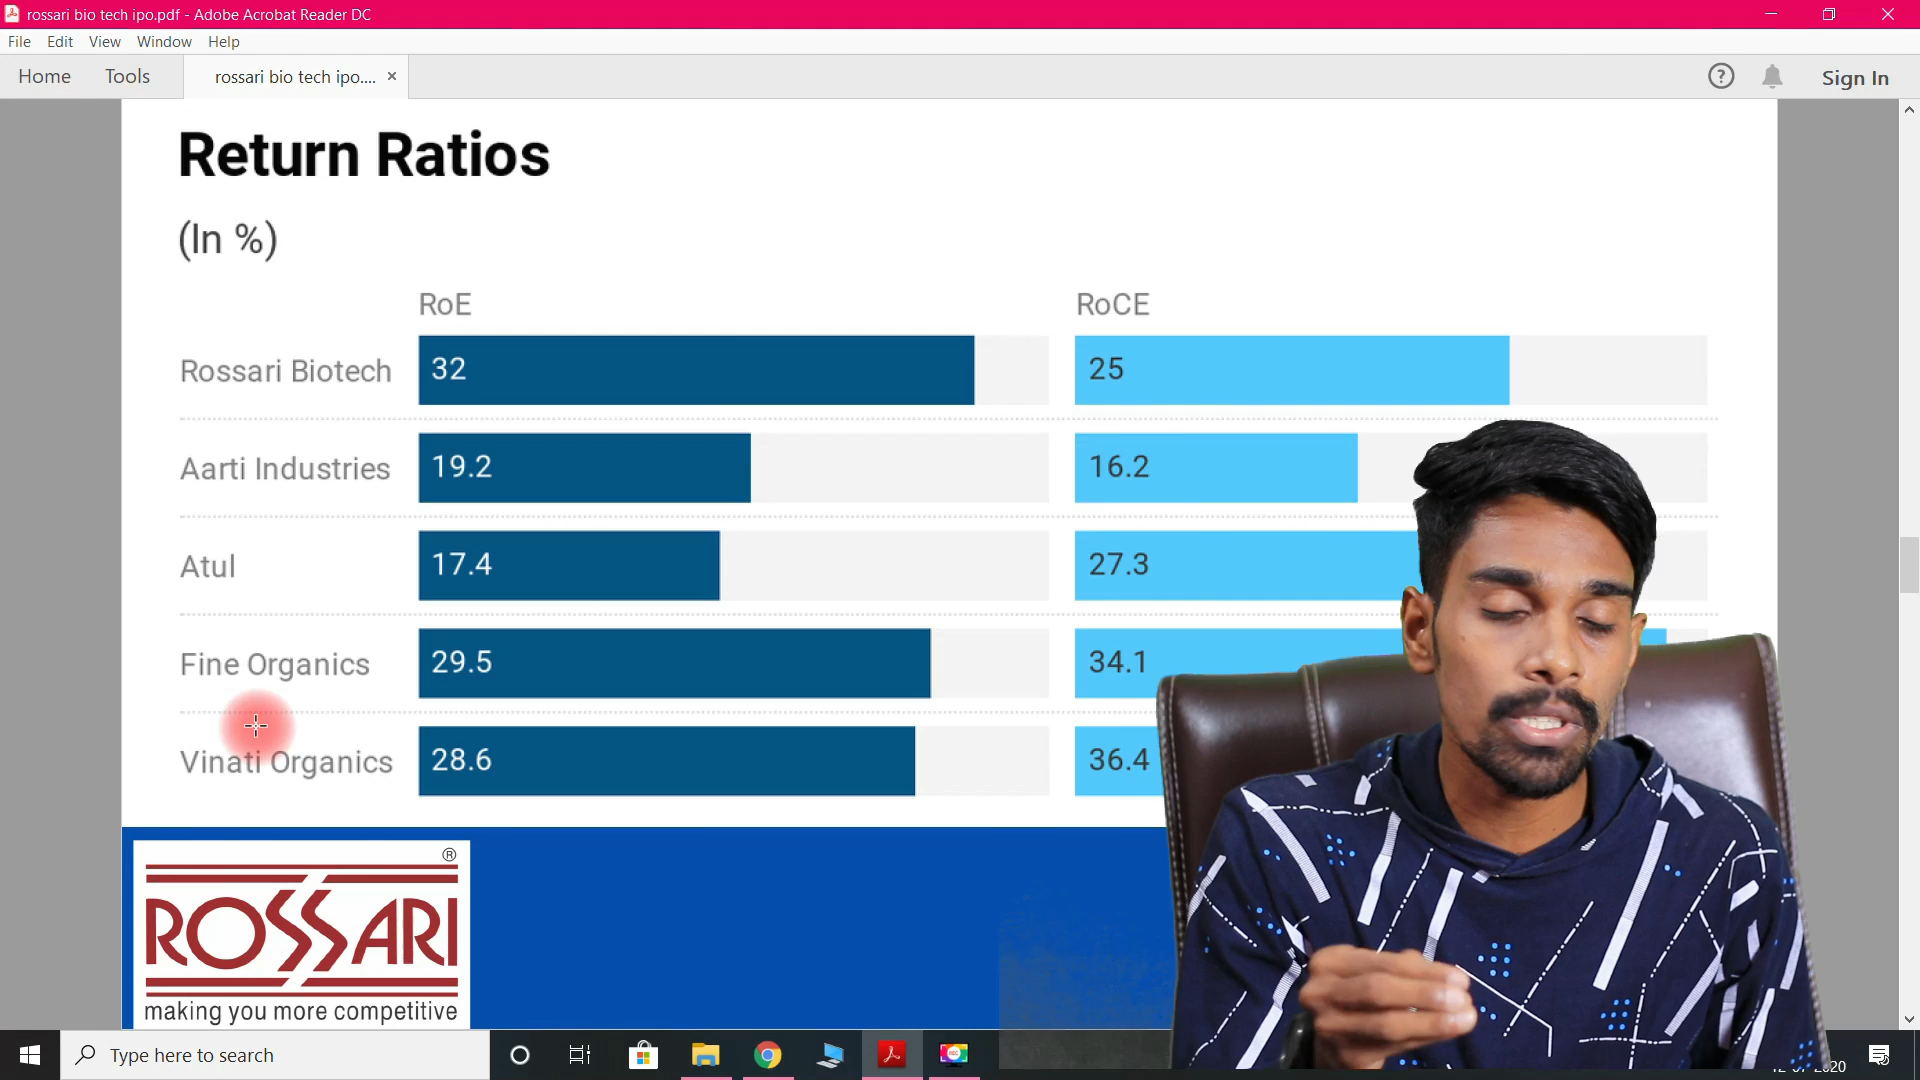 rossari bio tech ipo.pdf - Adobe Acrobat Reader DC
File Edit View Window Help
Home Tools rossari bio tech ipo.... × Sign In
Return Ratios
(In %)
RoE RoCE
Rossari Biotech 32 25
Aarti Industries 19.2 16.2
Atul 17.4 27.3
Fine Organics 29.5 34.1
Vinati Organics 28.6 36.4
®
ROSSARI
making you more competitive
Type here to search